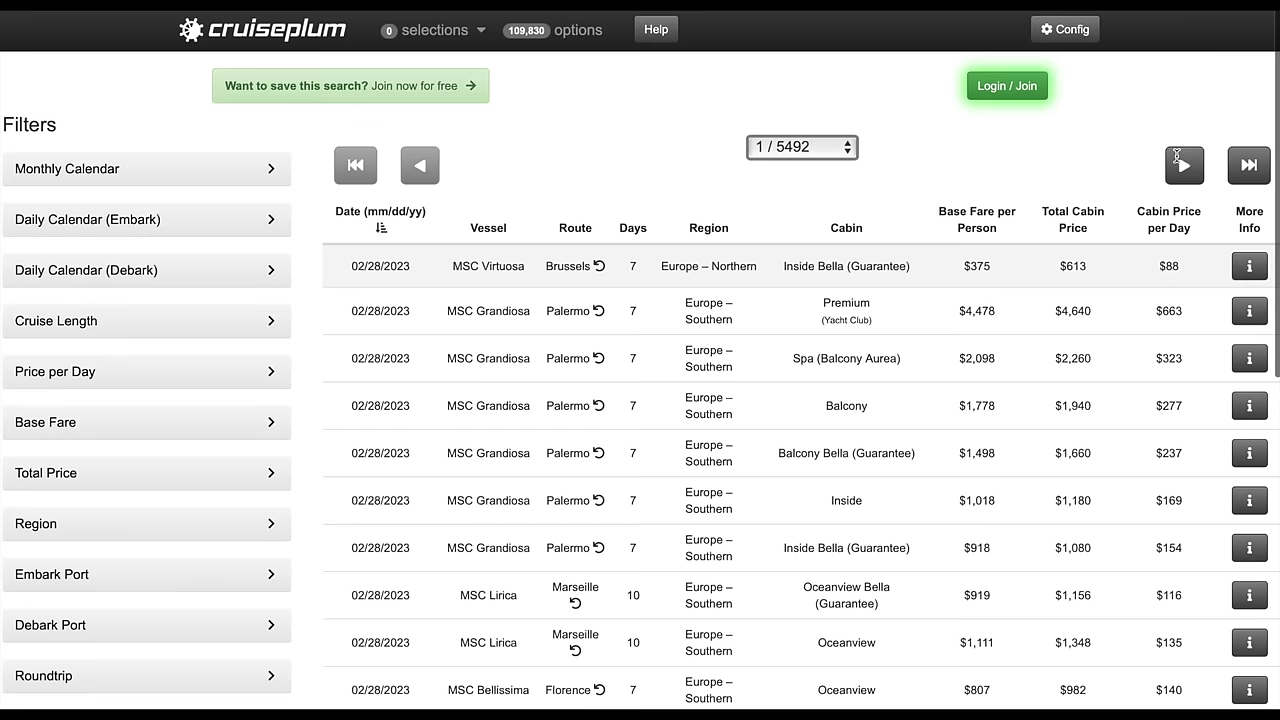 cruiseplum
0 selections
109,830 options
Help
Config
Want to save this search? Join now for free →
Login / Join
Filters
Monthly Calendar
Daily Calendar (Embark)
Daily Calendar (Debark)
Cruise Length
Price per Day
Base Fare
Total Price
Region
Embark Port
Debark Port
Roundtrip
1 / 5492
Date (mm/dd/yy) Vessel Route Days Region Cabin Base Fare per Person Total Cabin Price Cabin Price per Day More Info
02/28/2023 MSC Virtuosa Brussels 7 Europe – Northern Inside Bella (Guarantee) $375 $613 $88
02/28/2023 MSC Grandiosa Palermo 7 Europe – Southern Premium (Yacht Club) $4,478 $4,640 $663
02/28/2023 MSC Grandiosa Palermo 7 Europe – Southern Spa (Balcony Aurea) $2,098 $2,260 $323
02/28/2023 MSC Grandiosa Palermo 7 Europe – Southern Balcony $1,778 $1,940 $277
02/28/2023 MSC Grandiosa Palermo 7 Europe – Southern Balcony Bella (Guarantee) $1,498 $1,660 $237
02/28/2023 MSC Grandiosa Palermo 7 Europe – Southern Inside $1,018 $1,180 $169
02/28/2023 MSC Grandiosa Palermo 7 Europe – Southern Inside Bella (Guarantee) $918 $1,080 $154
02/28/2023 MSC Lirica Marseille 10 Europe – Southern Oceanview Bella (Guarantee) $919 $1,156 $116
02/28/2023 MSC Lirica Marseille 10 Europe – Southern Oceanview $1,111 $1,348 $135
02/28/2023 MSC Bellissima Florence 7 Europe – Southern Oceanview $807 $982 $140